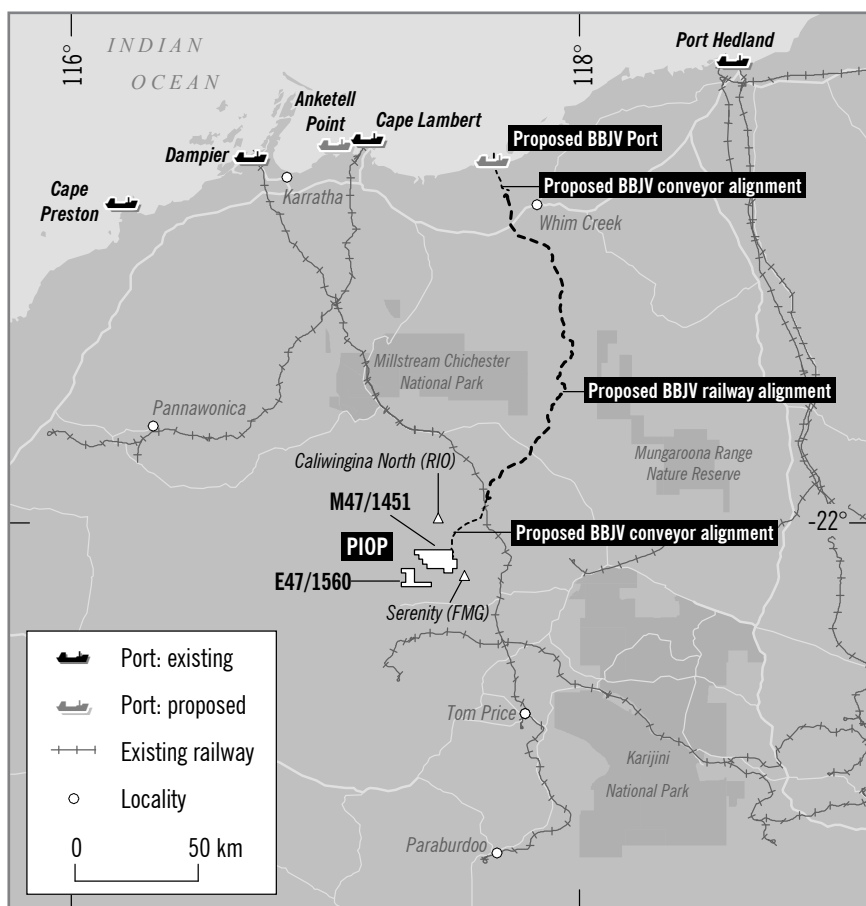 116°
118°
INDIAN
OCEAN
Port Hedland
Anketell
Point
Cape Lambert
Proposed BBJV Port
Dampier
Proposed BBJV conveyor alignment
Karratha
Cape
Preston
Whim Creek
Millstream Chichester
National Park
Proposed BBJV railway alignment
Pannawonica
Mungaroona Range
Nature Reserve
Caliwingina North (RIO)
M47/1451
-22°
Proposed BBJV conveyor alignment
PIOP
E47/1560
Serenity (FMG)
Port: existing
Port: proposed
Existing railway
Locality
0 50 km
Tom Price
Karijini
National Park
Paraburdoo